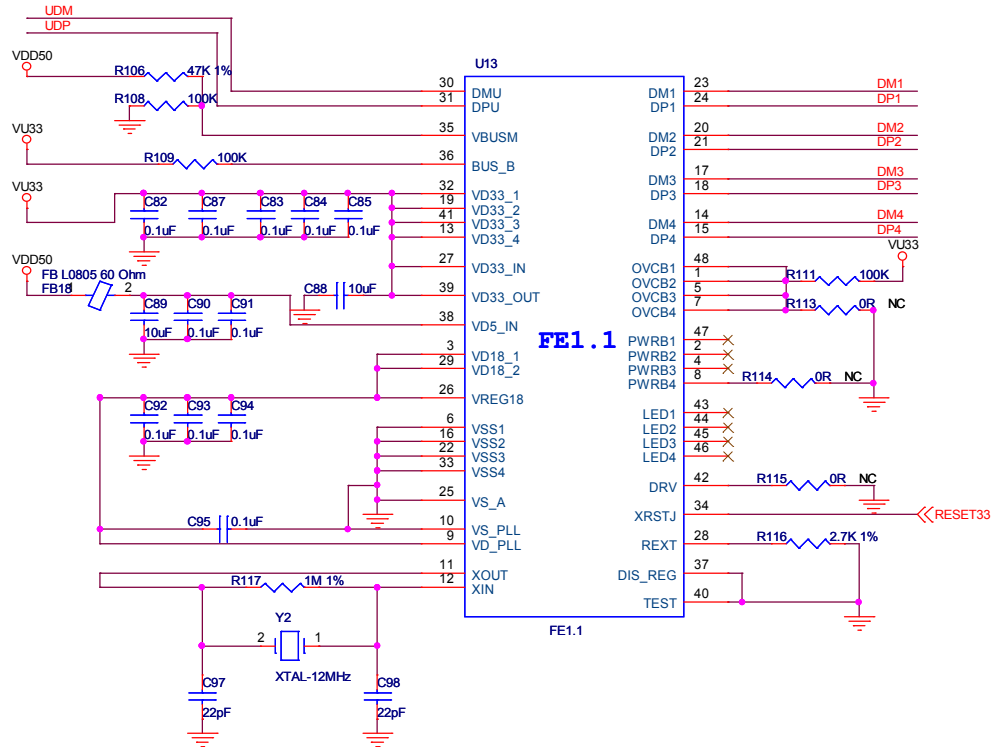 UDM
UDP
VDD50
R106 47K 1%
R108 100K
VU33
R109 100K
VU33
C82 C87 C83 C84 C85
0.1uF 0.1uF 0.1uF 0.1uF 0.1uF
VDD50
FB L0805 60 Ohm
FB18 1 2
C88 10uF
C89 C90 C91
10uF 0.1uF 0.1uF
C92 C93 C94
0.1uF 0.1uF 0.1uF
C95 0.1uF
R117 1M 1%
Y2
2 1
XTAL-12MHz
C97 C98
22pF 22pF
U13
30 DMU
31 DPU
35 VBUSM
36 BUS_B
32 VD33_1
19 VD33_2
41 VD33_3
13 VD33_4
27 VD33_IN
39 VD33_OUT
38 VD5_IN
3 VD18_1
29 VD18_2
26 VREG18
6 VSS1
16 VSS2
22 VSS3
33 VSS4
25 VS_A
10 VS_PLL
9 VD_PLL
11 XOUT
12 XIN
FE1.1
FE1.1
DM1 23 DM1
DP1 24 DP1
DM2 20 DM2
DP2 21 DP2
DM3 17 DM3
DP3 18 DP3
DM4 14 DM4
DP4 15 DP4
VU33
OVCB1 48
OVCB2 1 R111 100K
OVCB3 5
OVCB4 7 R113 0R NC
PWRB1 47
PWRB2 2
PWRB3 4
PWRB4 8 R114 0R NC
LED1 43
LED2 44
LED3 45
LED4 46
DRV 42 R115 0R NC
XRSTJ 34 RESET33
REXT 28 R116 2.7K 1%
DIS_REG 37
TEST 40